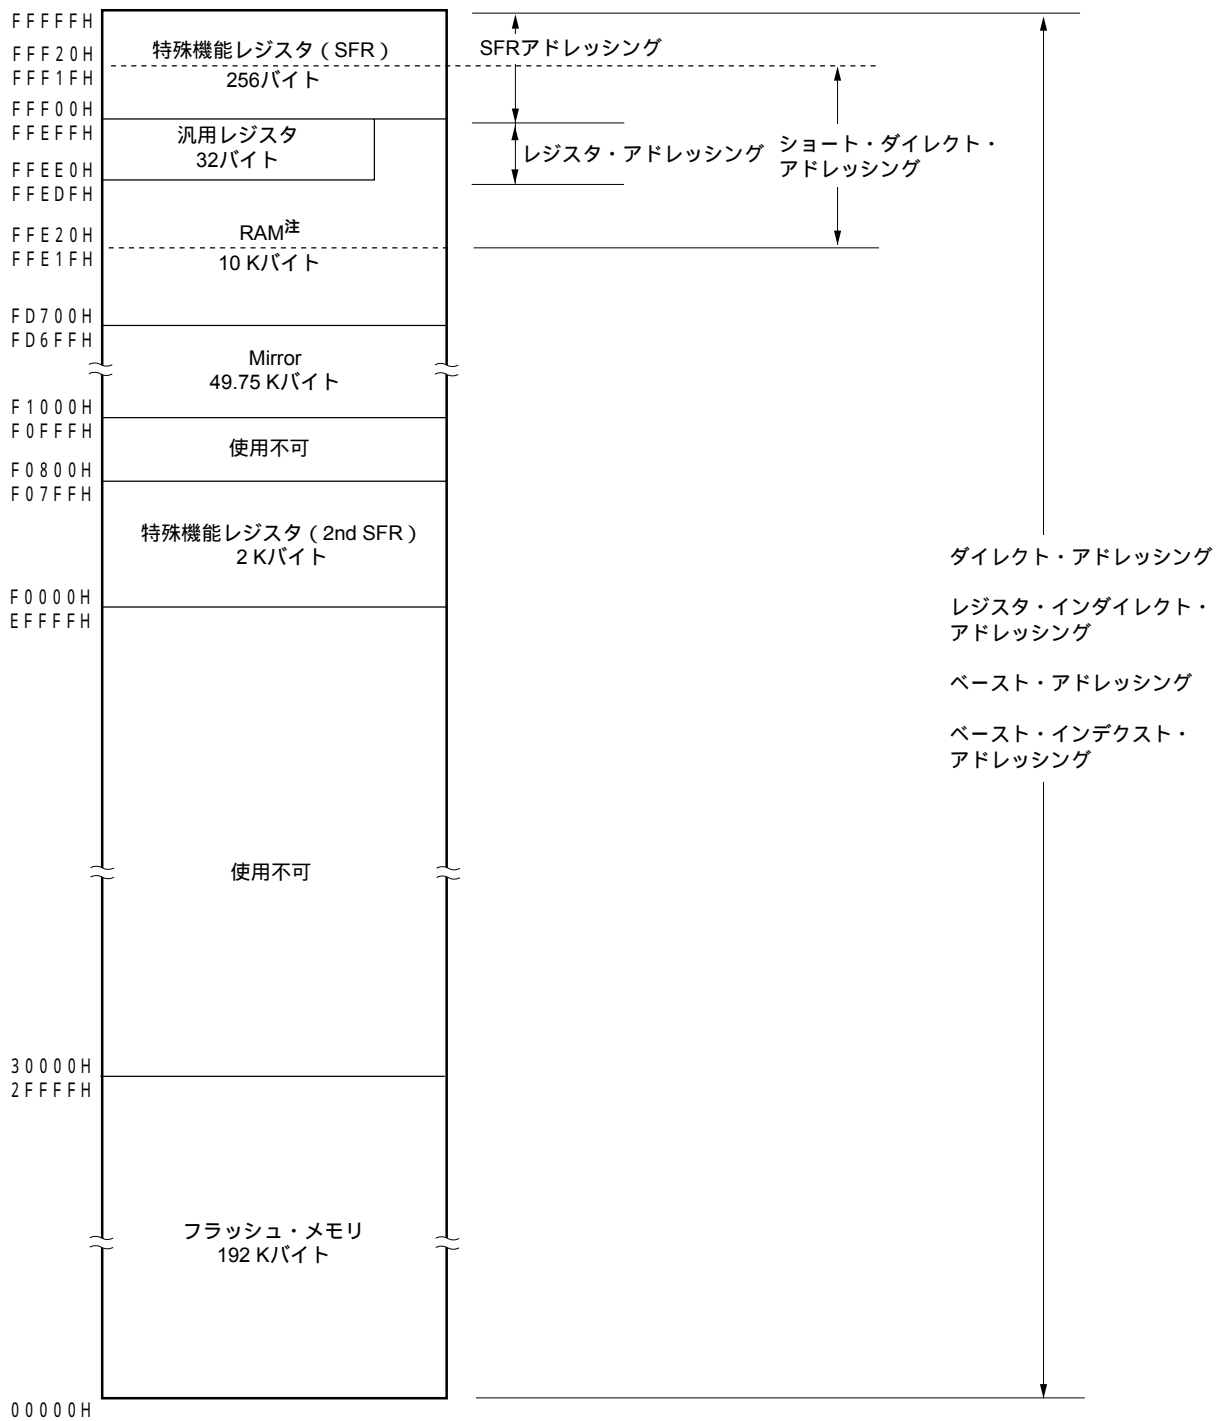 FFFFFH
特殊機能レジスタ（SFR）
256バイト
SFRアドレッシング
FFF20H
FFF1FH
FFF00H
FFEFFH
汎用レジスタ
32バイト
レジスタ・アドレッシング
ショート・ダイレクト・
アドレッシング
FFEE0H
FFEDFH
RAM注
10 Kバイト
FFE20H
FFE1FH
FD700H
FD6FFH
Mirror
49.75 Kバイト
F1000H
F0FFFH
使用不可
F0800H
F07FFH
特殊機能レジスタ（2nd SFR）
2 Kバイト
F0000H
EFFFFH
ダイレクト・アドレッシング
レジスタ・インダイレクト・
アドレッシング
ベースト・アドレッシング
ベースト・インデクスト・
アドレッシング
使用不可
30000H
2FFFFH
フラッシュ・メモリ
192 Kバイト
00000H